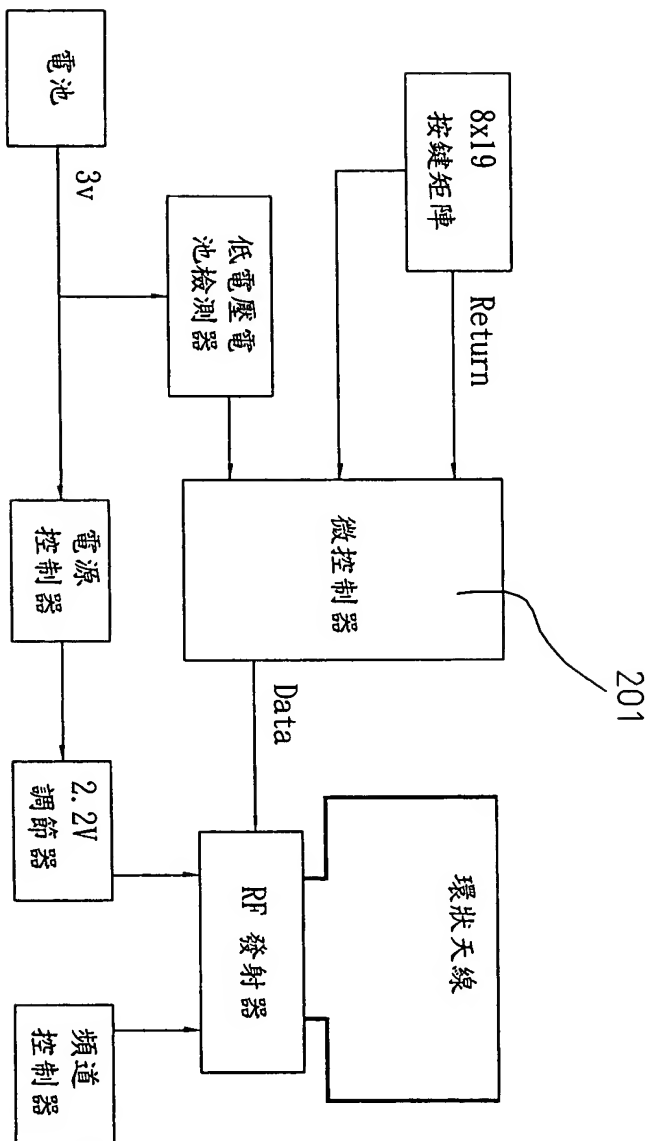 8x19
按鍵矩陣
Return
201
微控制器
Data
環狀天線
RF 發射器
低電壓電
池檢測器
電池
3v
電源
控制器
2.2V
調節器
頻道
控制器